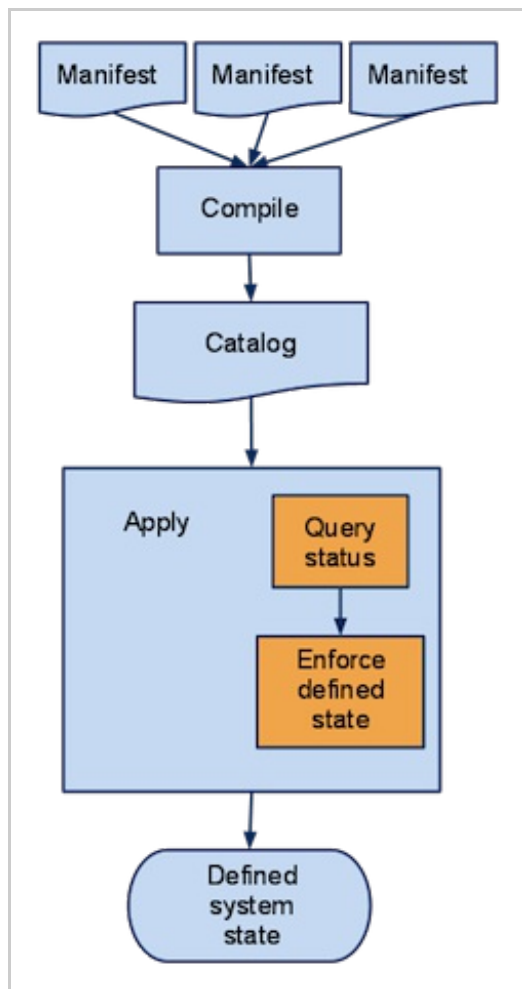 Manifest
Manifest
Manifest
Compile
Catalog
Apply
Query
status
Enforce
defined
state
Defined
system
state